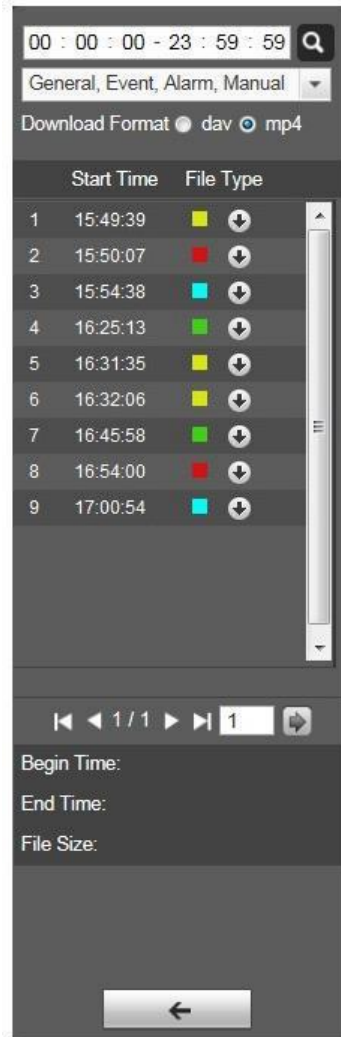 00 : 00 : 00 - 23 : 59 : 59
General, Event, Alarm, Manual
Download Format dav mp4
Start Time File Type
1 15:49:39
2 15:50:07
3 15:54:38
4 16:25:13
5 16:31:35
6 16:32:06
7 16:45:58
8 16:54:00
9 17:00:54
1 / 1 1
Begin Time:
End Time:
File Size: